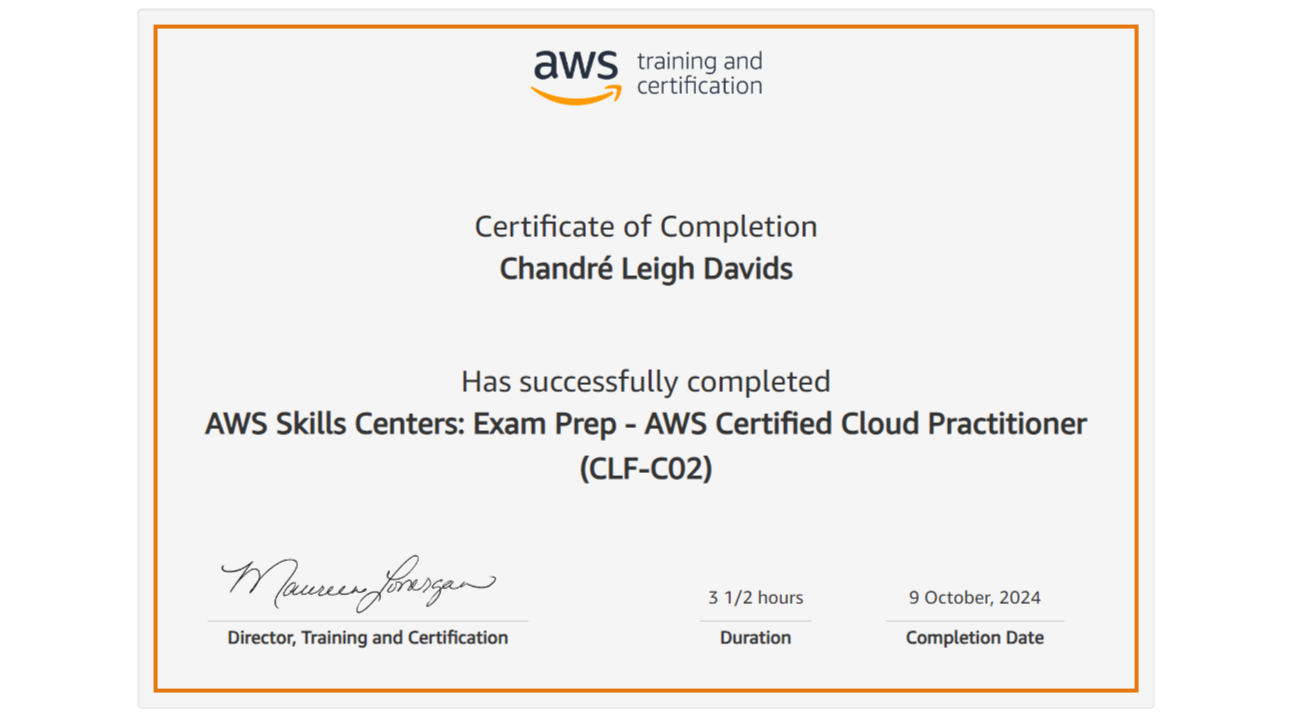 aws training and
certification
Certificate of Completion
Chandré Leigh Davids
Has successfully completed
AWS Skills Centers: Exam Prep - AWS Certified Cloud Practitioner
(CLF-C02)
Maureen Lonergan
3 1/2 hours
9 October, 2024
Director, Training and Certification
Duration
Completion Date